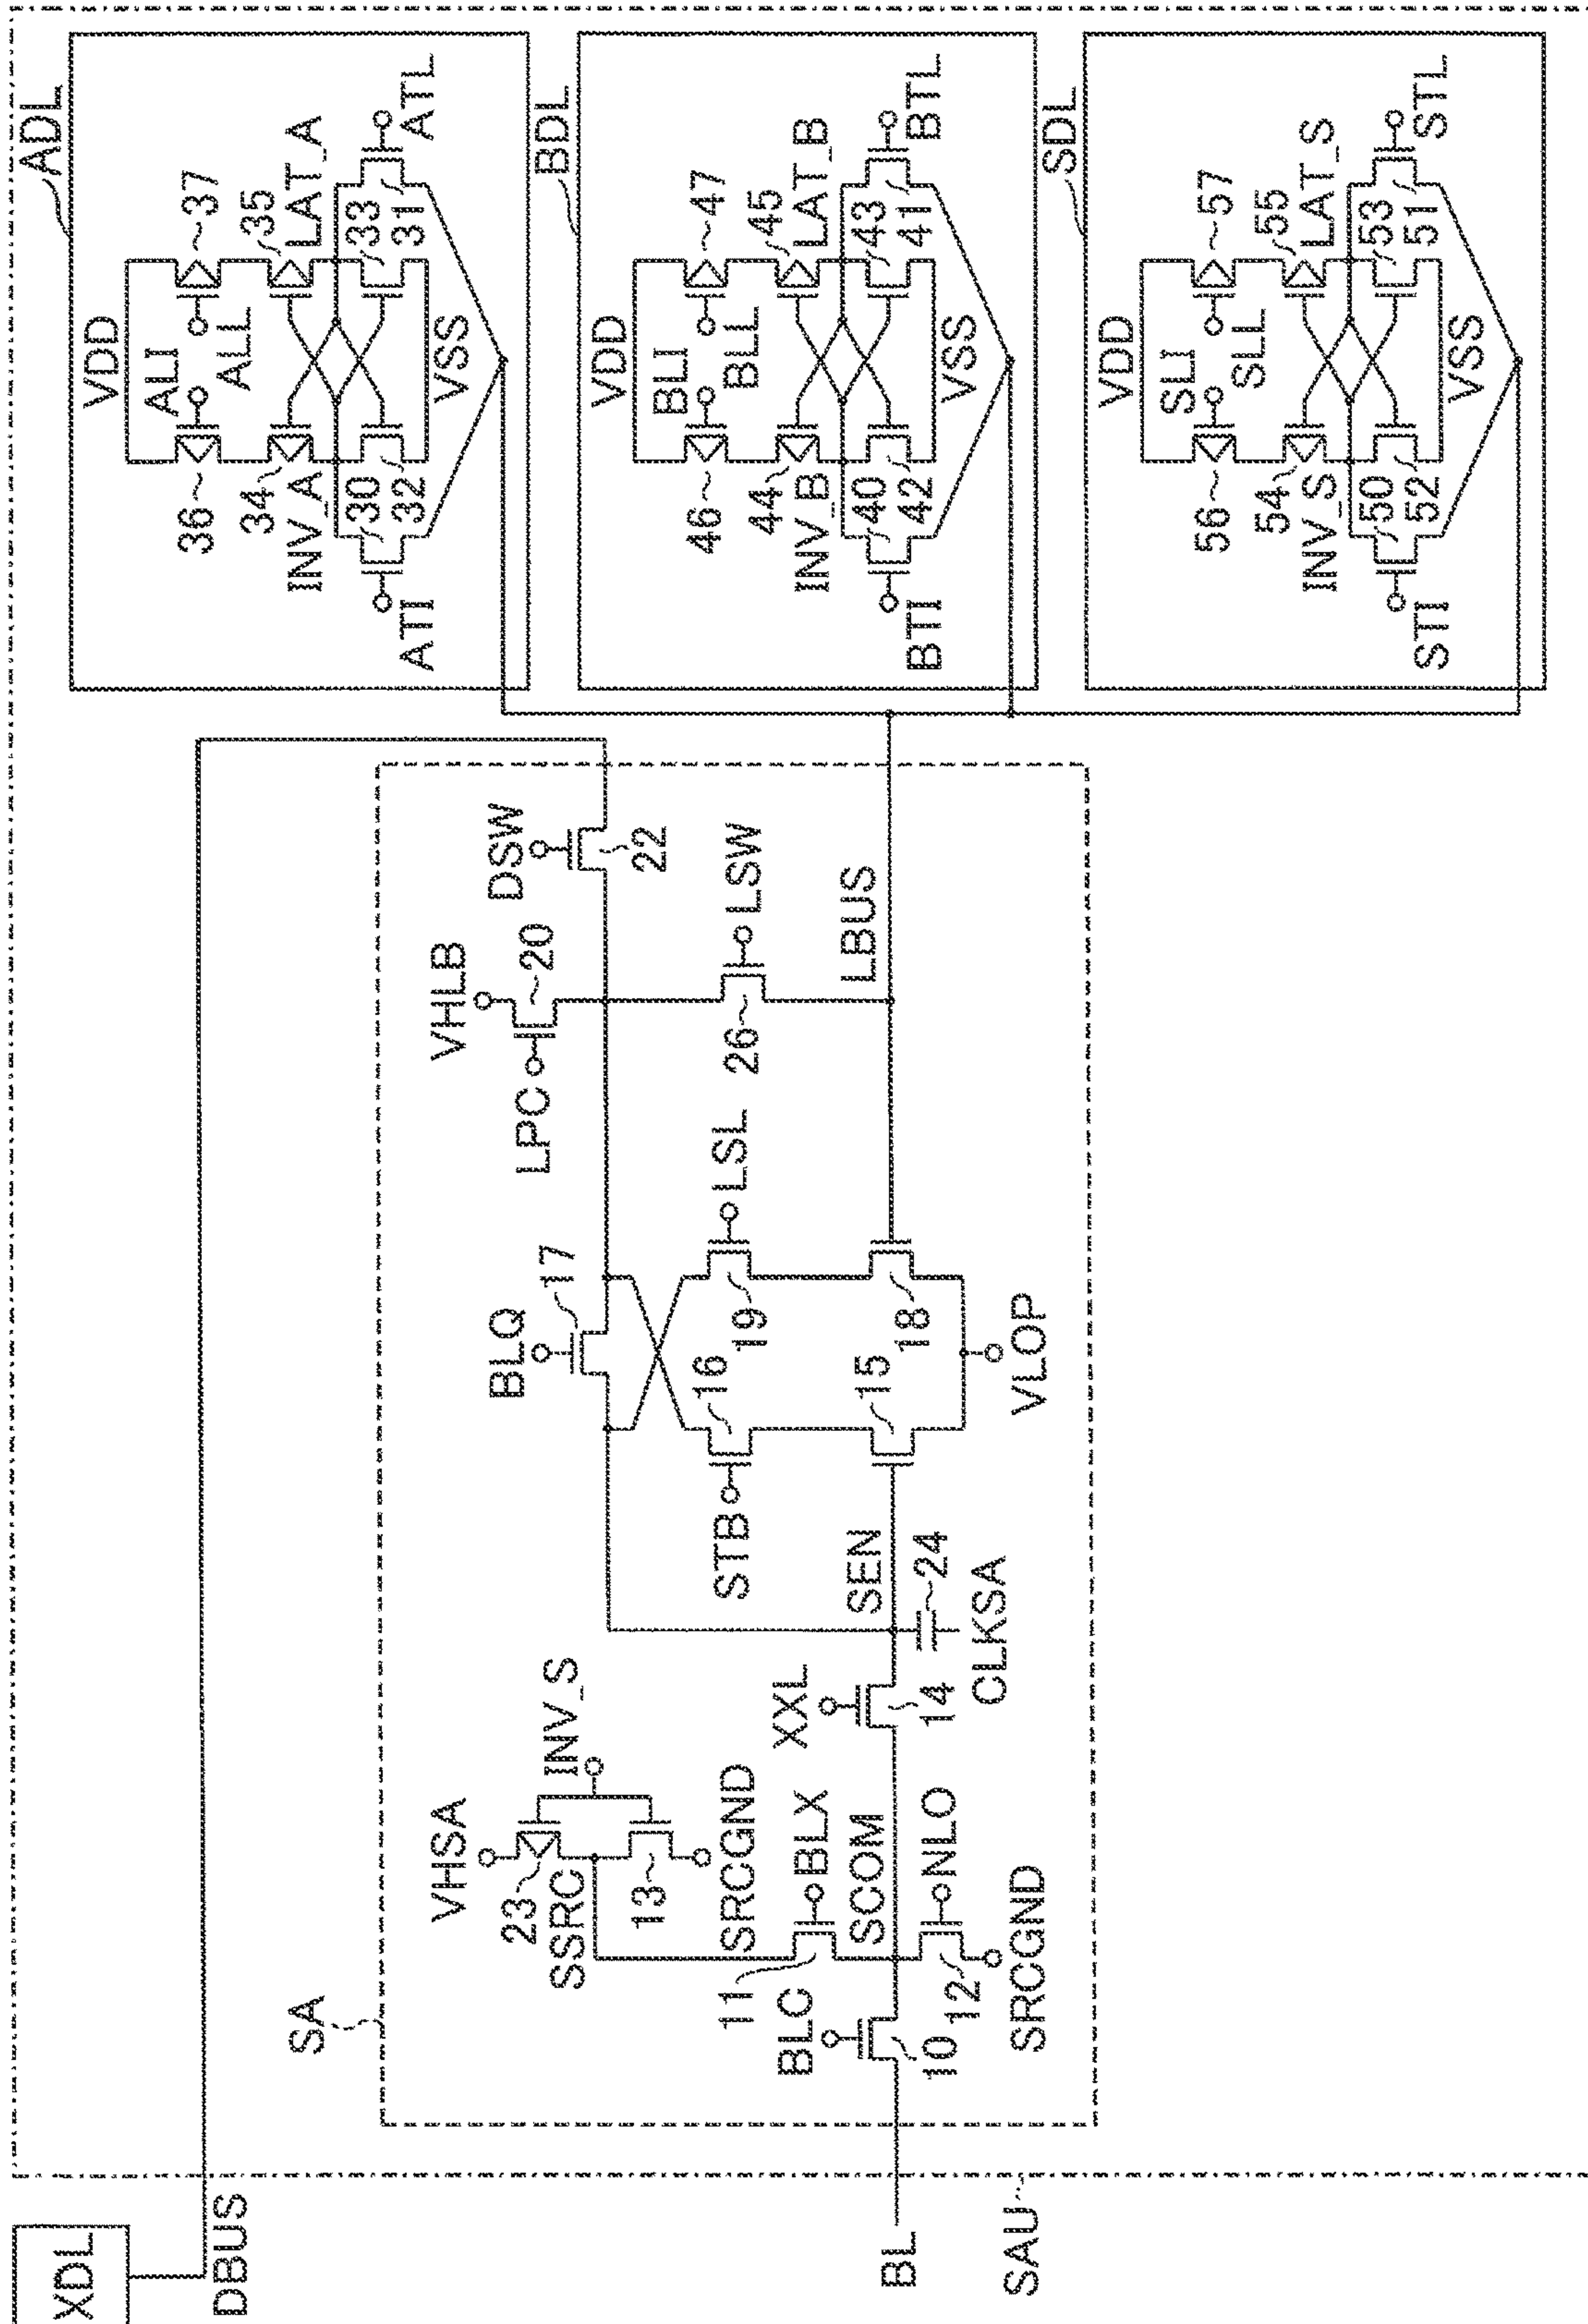 XDL
DBUS
BL
SAU
SA
VHSA
23
SSRC
INV_S
13
SRCGND
11
BLX
BLC
SCOM
10
12
NLO
SRCGND
XXL
14
SEN
24
CLKSA
BLQ
17
STB
16
LSL
19
15
18
VLOP
VHLB
LPC
20
DSW
22
26
LSW
LBUS
ADL
VDD
36
ALI
ALL
37
34
35
INV_A
LAT_A
30
33
32
31
ATI
VSS
ATL
BDL
VDD
46
BLI
BLL
47
44
45
INV_B
LAT_B
40
43
42
41
BTI
VSS
BTL
SDL
VDD
56
SLI
SLL
57
54
55
INV_S
LAT_S
50
53
52
51
STI
VSS
STL